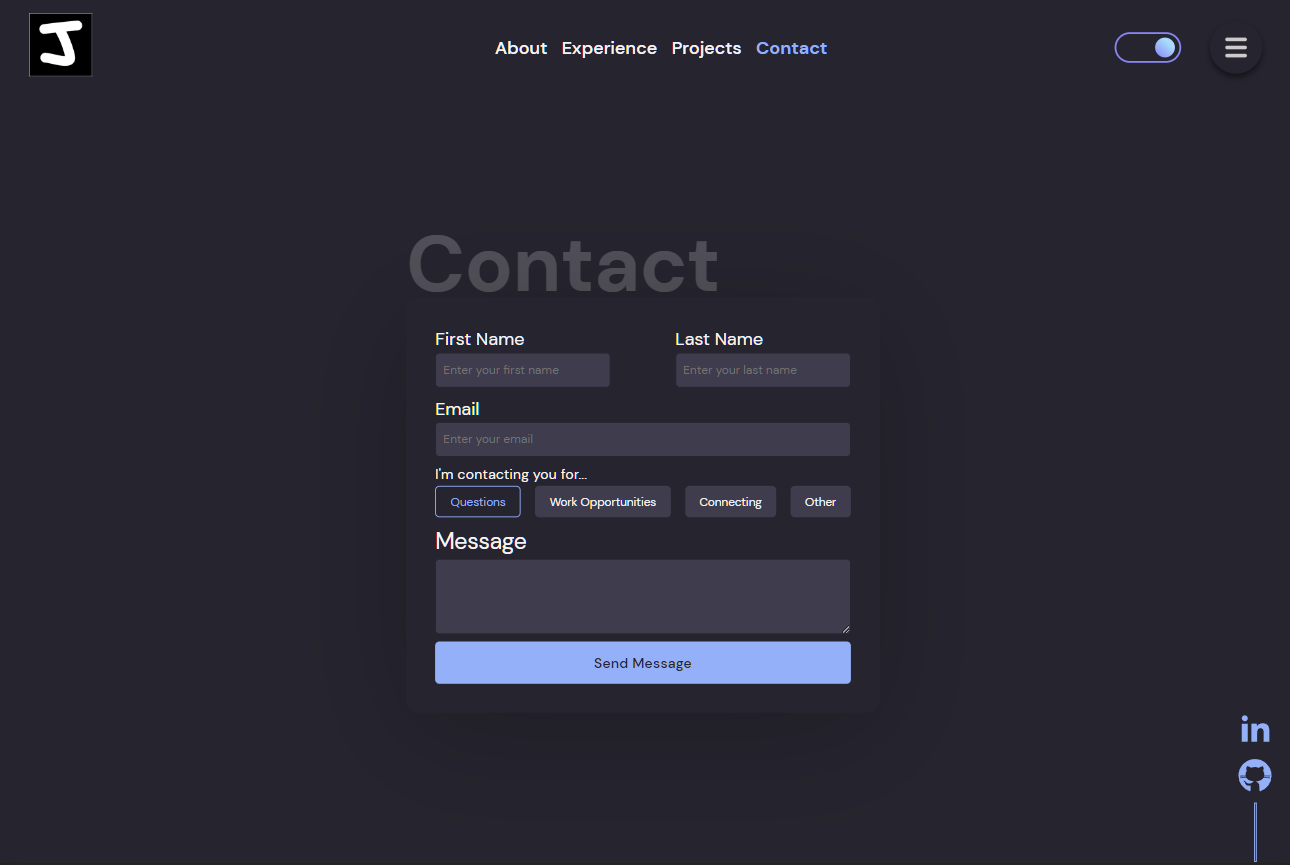 J
About Experience Projects Contact
Contact
First Name Last Name
Enter your first name Enter your last name
Email
Enter your email
I'm contacting you for...
Questions Work Opportunities Connecting Other
Message
Send Message
in